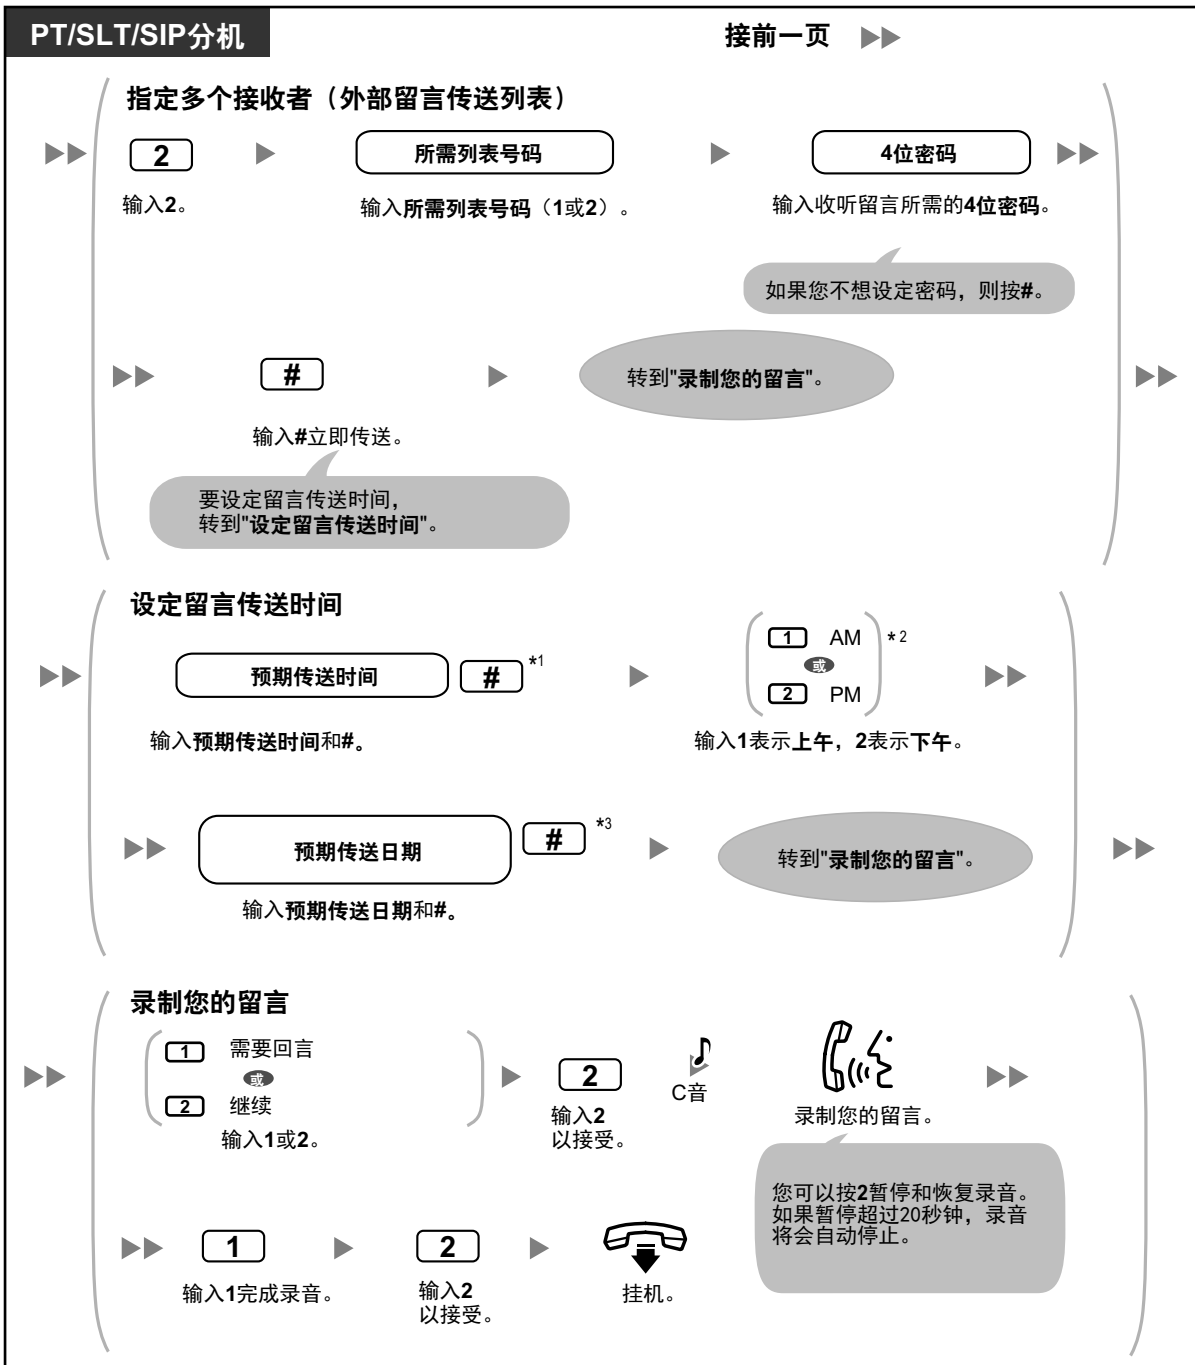 PT/SLT/SIP分机
接前一页
指定多个接收者（外部留言传送列表）
2
所需列表号码
4位密码
输入2。
输入所需列表号码（1或2）。
输入收听留言所需的4位密码。
如果您不想设定密码，则按#。
#
转到"录制您的留言"。
输入#立即传送。
要设定留言传送时间，
转到"设定留言传送时间"。
设定留言传送时间
预期传送时间
#
*1
1 AM
或
2 PM
*2
输入预期传送时间和#。
输入1表示上午，2表示下午。
预期传送日期
#
*3
转到"录制您的留言"。
输入预期传送日期和#。
录制您的留言
1 需要回言
或
2 继续
输入1或2。
2
输入2
以接受。
C音
录制您的留言。
您可以按2暂停和恢复录音。
如果暂停超过20秒钟，录音
将会自动停止。
1
输入1完成录音。
2
输入2
以接受。
挂机。